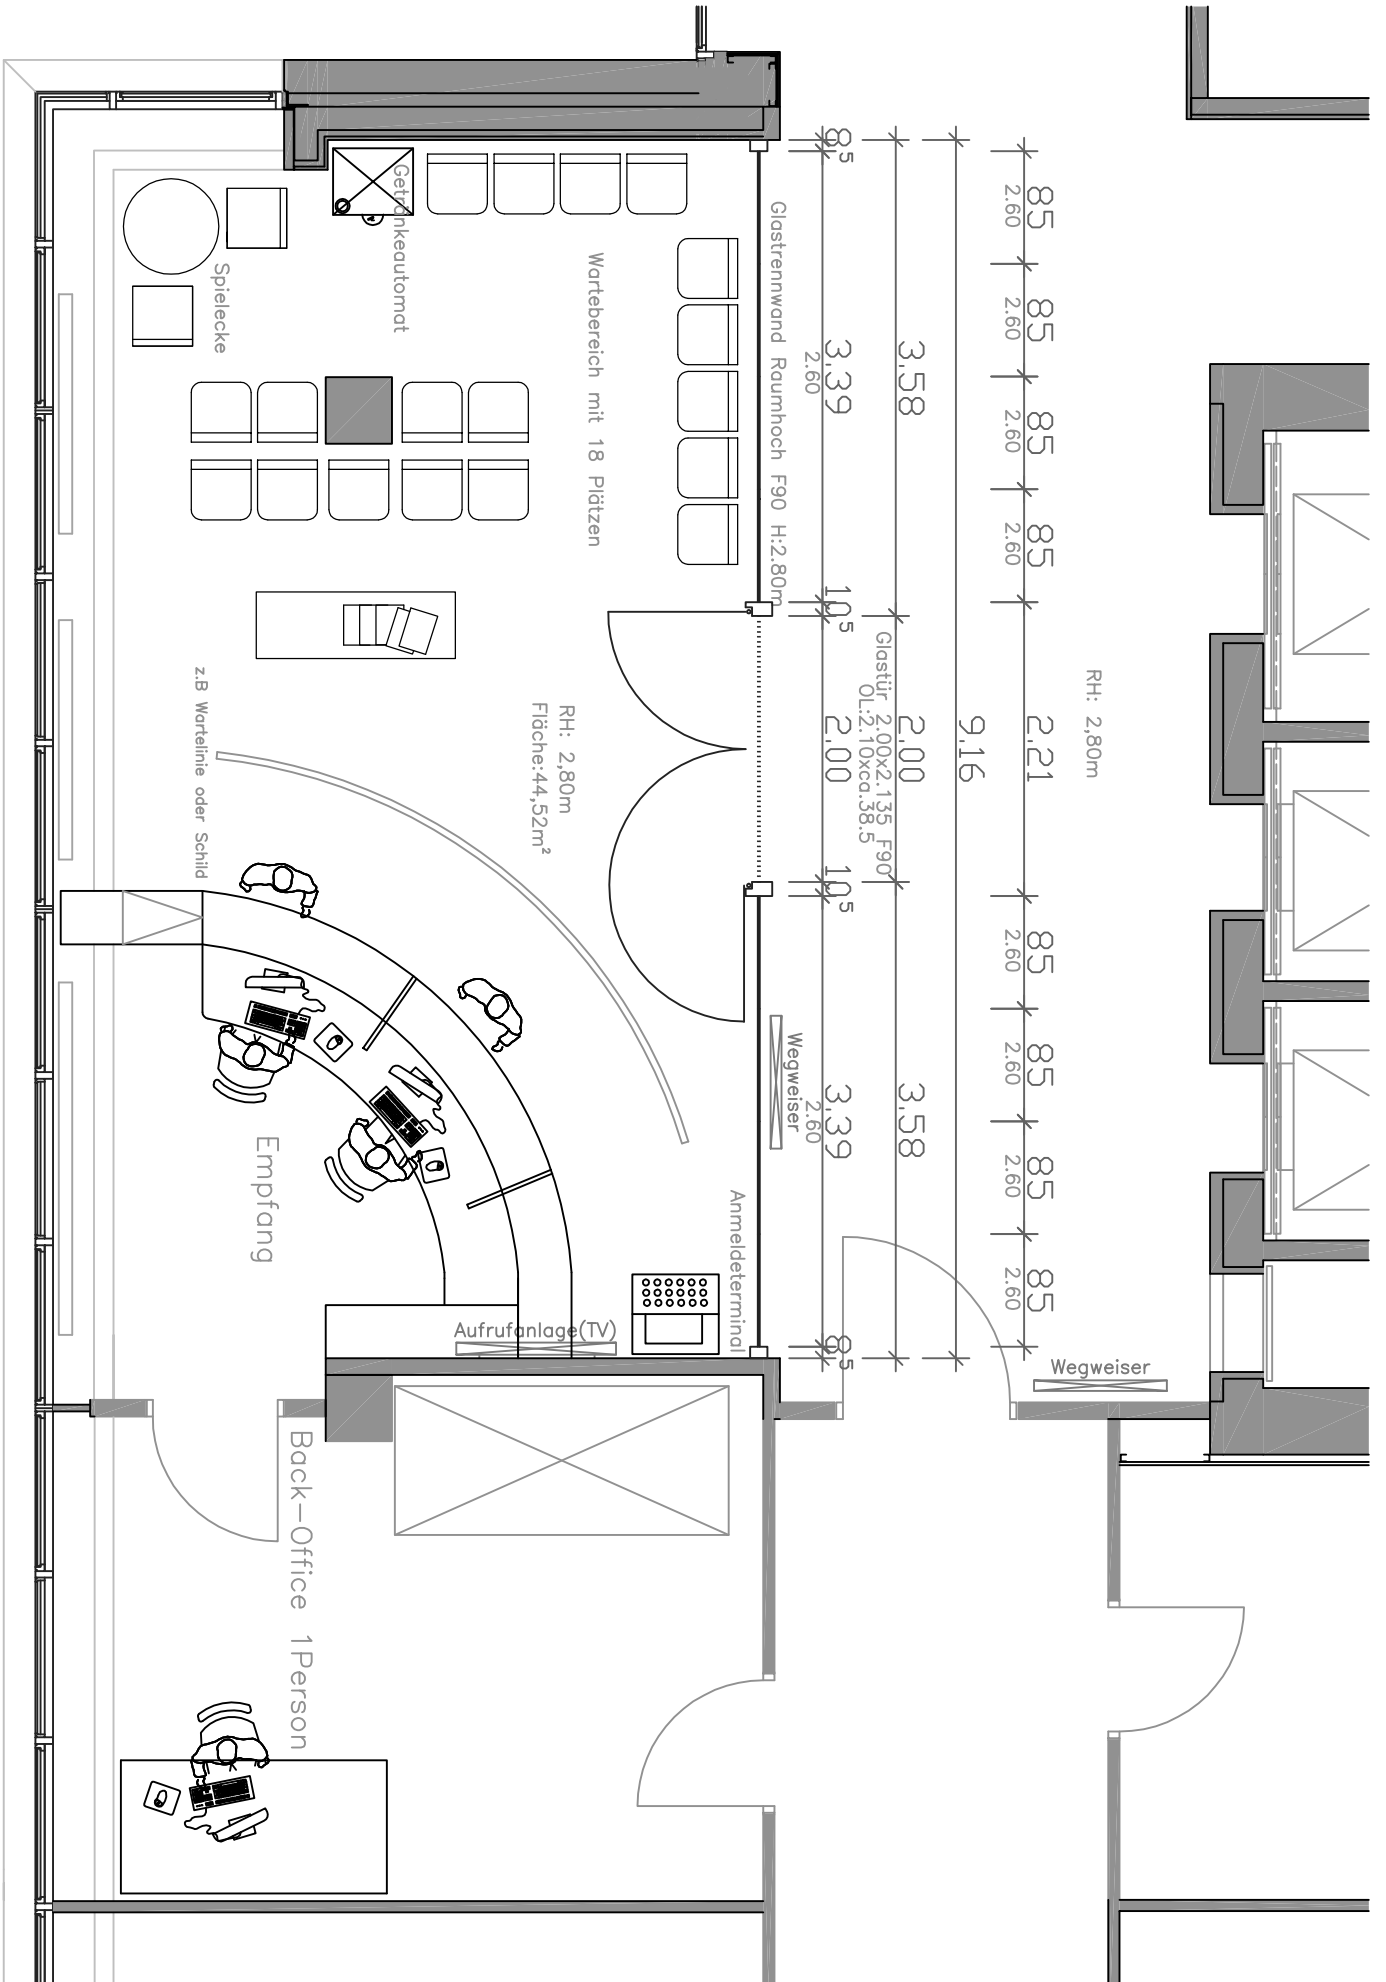 Getränkeautomat
Spielecke
Wartebereich mit 18 Plätzen
Glastrennwand Raumhoch F90 H:2.80m
8⁵
3.39
2.60
10⁵
2.00
10⁵
3.39
2.60
8⁵
3.58
2.00
3.58
9.16
85
2.60
85
2.60
85
2.60
85
2.60
2.21
85
2.60
85
2.60
85
2.60
85
2.60
Glastür 2.00x2.135 F90
OL:2.10xca.38.5
RH: 2,80m
RH: 2,80m
Fläche:44,52m²
z.B Wartelinie oder Schild
Wegweiser
Empfang
Anmeldeterminal
Aufrufanlage(TV)
Wegweiser
Back-Office 1Person